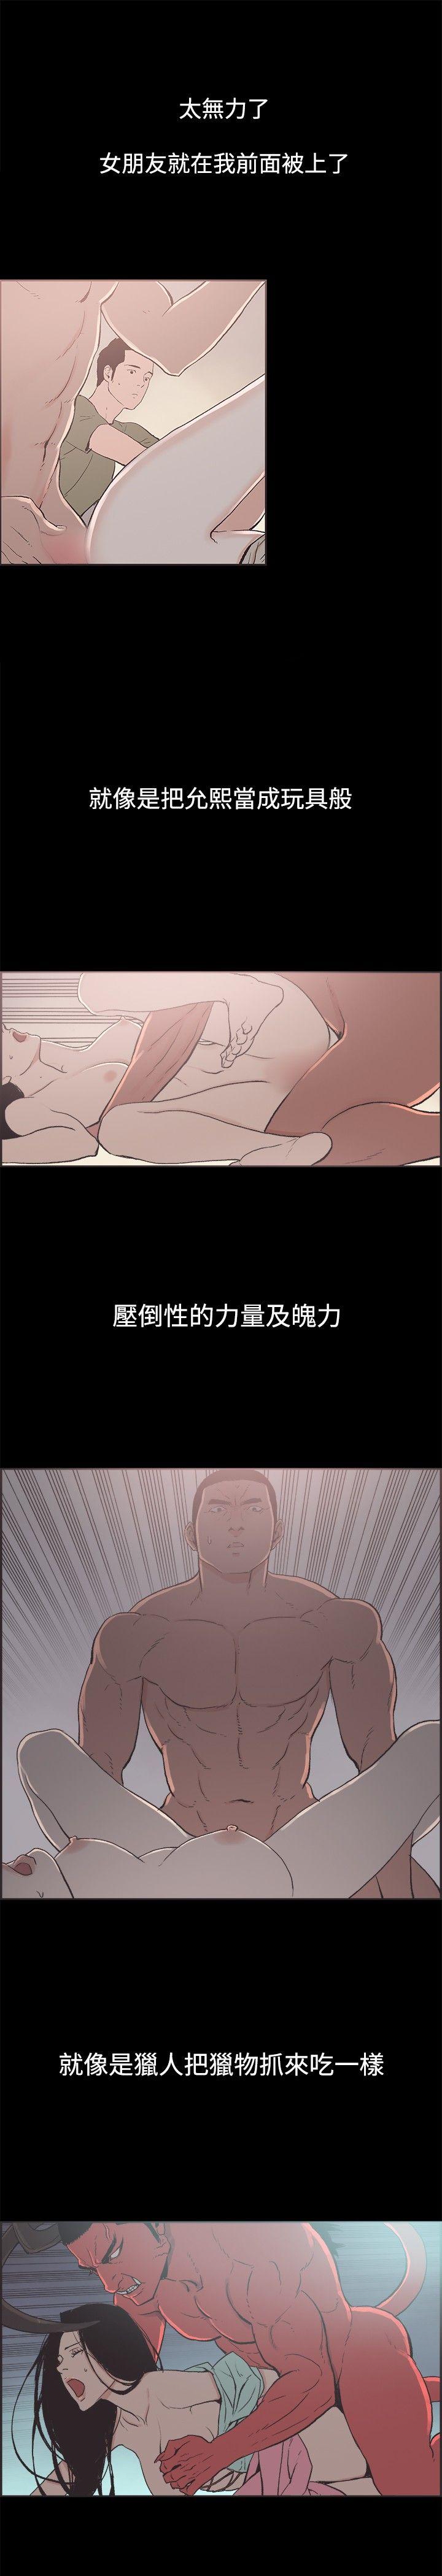 太無力了
女朋友就在我前面被上了
就像是把允熙當成玩具般
壓倒性的力量及魄力
就像是獵人把獵物抓來吃一樣